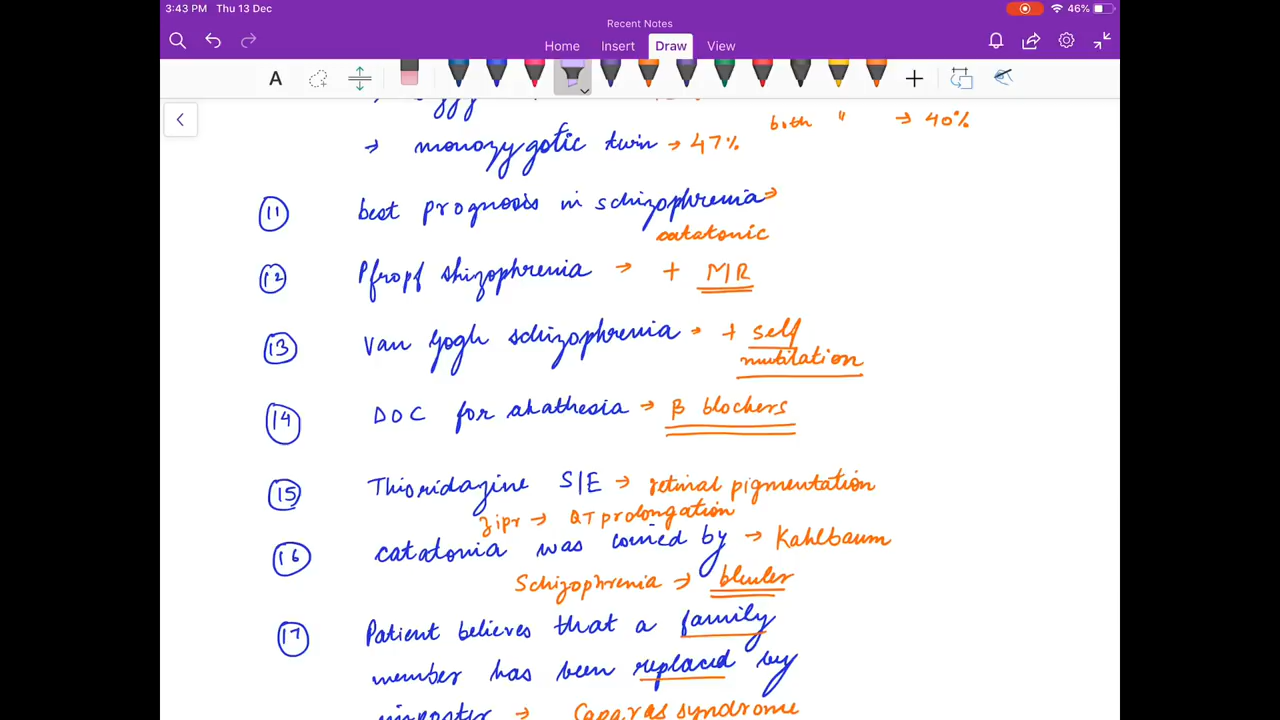 3:43 PM Thu 13 Dec
46%
Recent Notes
Home Insert Draw View
A
both " → 40%
→ monozygotic twin → 47%
11 best prognosis in schizophrenia →
catatonic
12 Pfropf shizophrenia → + MR
13 Van Gogh schizophrenia → + self
mutilation
14 DOC for akathesia → β blockers
15 Thioridazine S/E → retinal pigmentation
zipr → QT prolongation
16 catatonia was coined by → Kahlbaum
Schizophrenia → bleuler
17 Patient believes that a family
member has been replaced by
imposter → Capgras syndrome